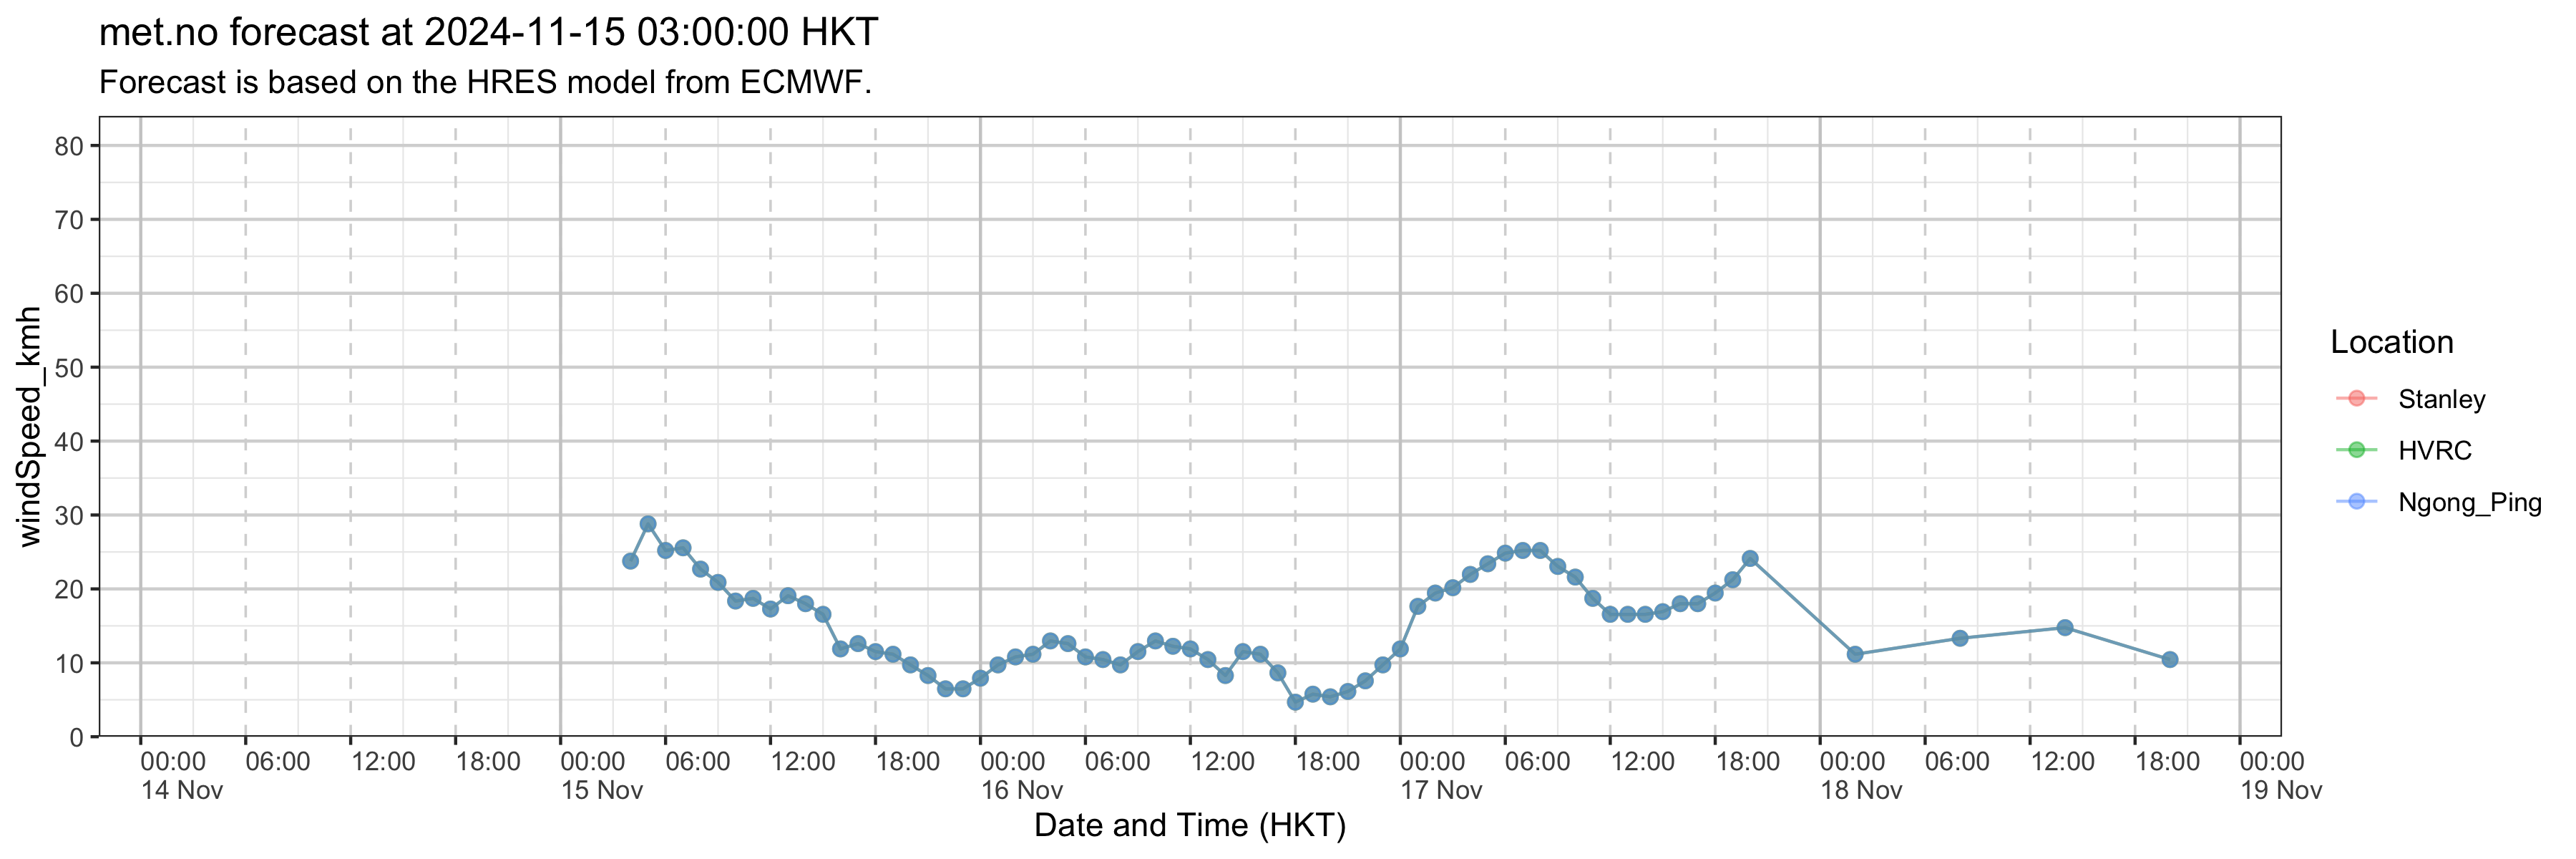 met.no forecast at 2024-11-15 03:00:00 HKT
Forecast is based on the HRES model from ECMWF.
windSpeed_kmh
80
70
60
50
40
30
20
10
0
00:00 06:00 12:00 18:00 00:00 06:00 12:00 18:00 00:00 06:00 12:00 18:00 00:00 06:00 12:00 18:00 00:00 06:00 12:00 18:00 00:00
14 Nov 15 Nov 16 Nov 17 Nov 18 Nov 19 Nov
Date and Time (HKT)
Location
Stanley
HVRC
Ngong_Ping